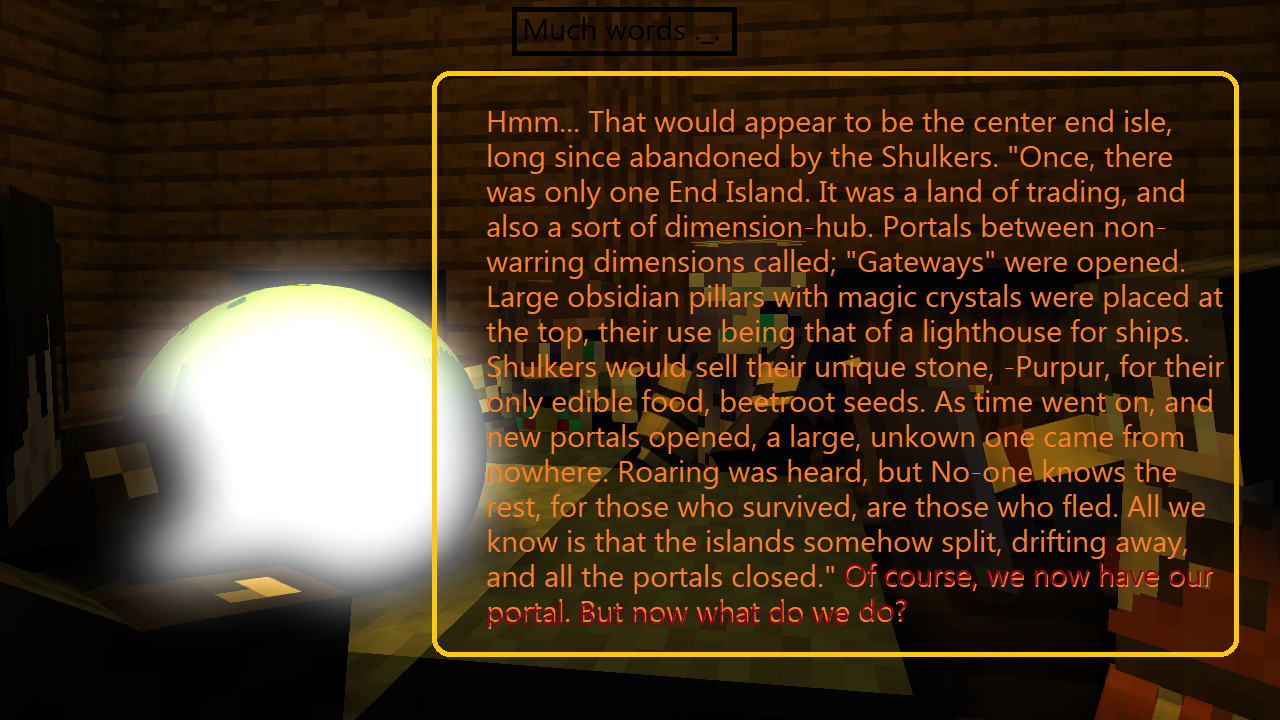 Much words ._.
Hmm... That would appear to be the center end isle,
long since abandoned by the Shulkers. "Once, there
was only one End Island. It was a land of trading, and
also a sort of dimension-hub. Portals between non-
warring dimensions called; "Gateways" were opened.
Large obsidian pillars with magic crystals were placed at
the top, their use being that of a lighthouse for ships.
Shulkers would sell their unique stone, -Purpur, for their
only edible food, beetroot seeds. As time went on, and
new portals opened, a large, unkown one came from
nowhere. Roaring was heard, but No-one knows the
rest, for those who survived, are those who fled. All we
know is that the islands somehow split, drifting away,
and all the portals closed." Of course, we now have our
portal. But now what do we do?